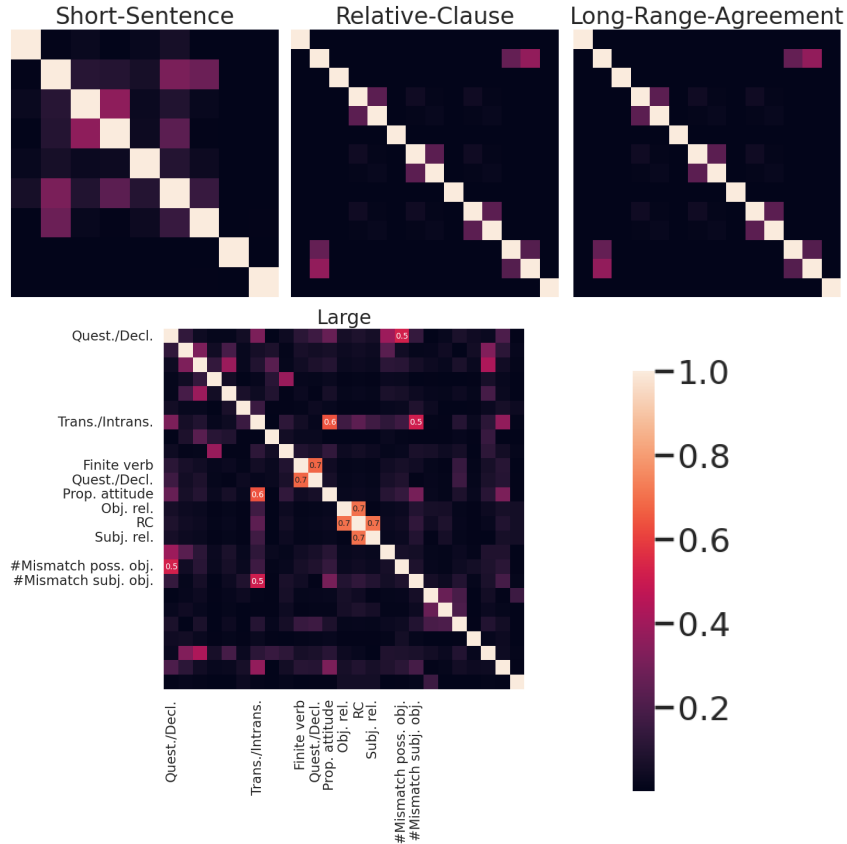 Short-Sentence
Relative-Clause
Long-Range-Agreement
Large
Quest./Decl.
0.5
Trans./Intrans.
0.6
0.5
Finite verb
0.7
Quest./Decl.
0.7
Prop. attitude
0.6
Obj. rel.
0.7
RC
0.7
0.7
Subj. rel.
0.7
#Mismatch poss. obj.
0.5
#Mismatch subj. obj.
0.5
Quest./Decl.
Trans./Intrans.
Finite verb
Quest./Decl.
Prop. attitude
Obj. rel.
RC
Subj. rel.
#Mismatch poss. obj.
#Mismatch subj. obj.
1.0
0.8
0.6
0.4
0.2